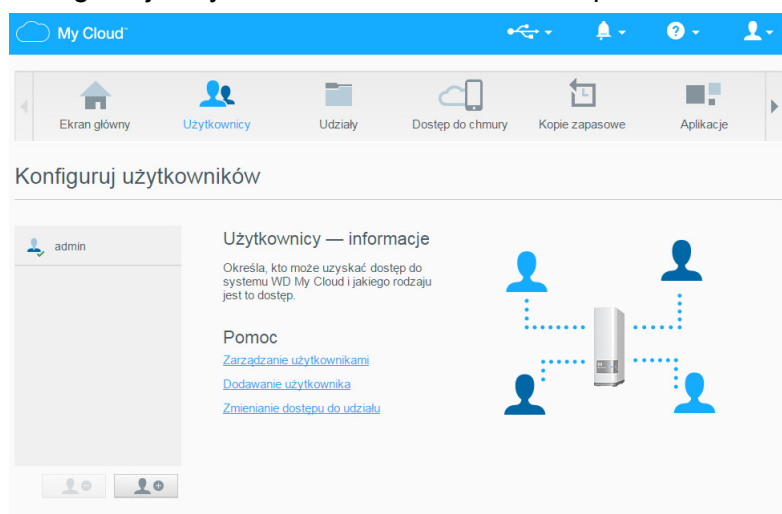 My Cloud™
Ekran główny
Użytkownicy
Udziały
Dostęp do chmury
Kopie zapasowe
Aplikacje
Konfiguruj użytkowników
admin
Użytkownicy — informacje
Określa, kto może uzyskać dostęp do
systemu WD My Cloud i jakiego rodzaju
jest to dostęp.
Pomoc
Zarządzanie użytkownikami
Dodawanie użytkownika
Zmienianie dostępu do udziału